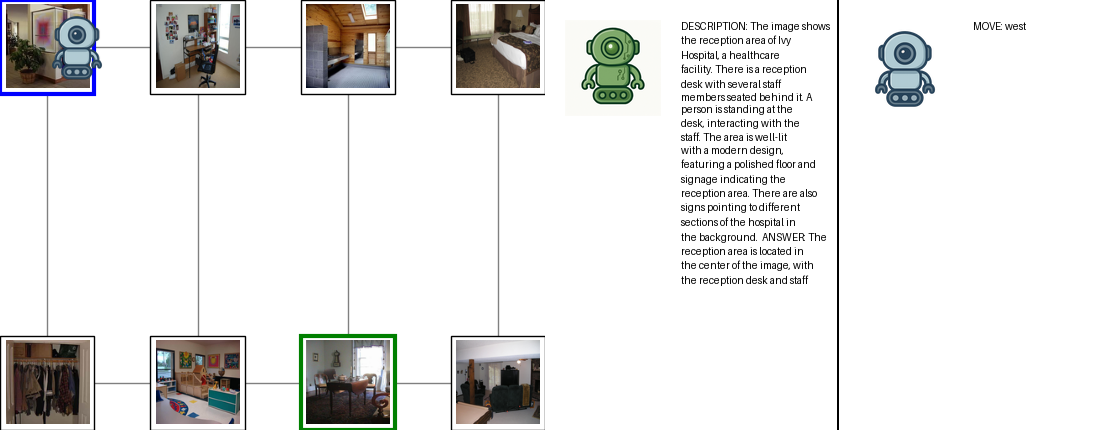 DESCRIPTION: The image shows
the reception area of Ivy
Hospital, a healthcare
facility. There is a reception
desk with several staff
members seated behind it. A
person is standing at the
desk, interacting with the
staff. The area is well-lit
with a modern design,
featuring a polished floor and
signage indicating the
reception area. There are also
signs pointing to different
sections of the hospital in
the background.  ANSWER: The
reception area is located in
the center of the image, with
the reception desk and staff
MOVE: west